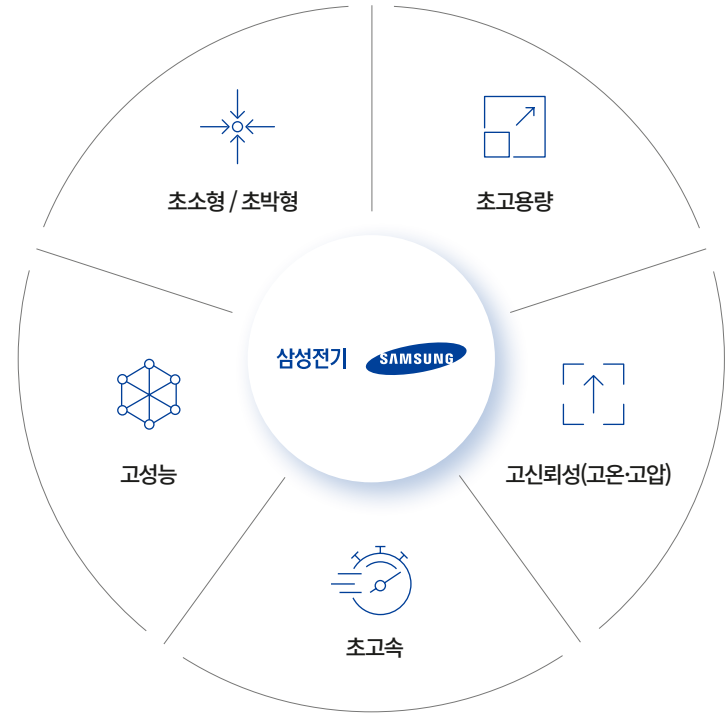 초소형 / 초박형
초고용량
삼성전기 SAMSUNG
고성능
고신뢰성(고온·고압)
초고속